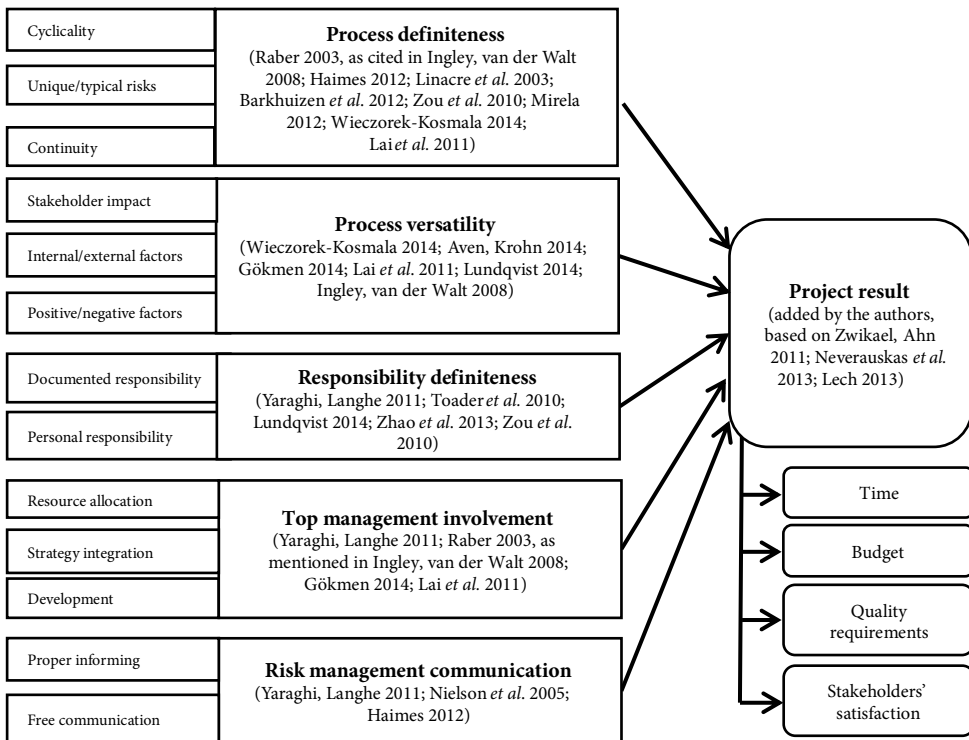 Cyclicality
Unique/typical risks
Continuity
Process definiteness
(Raber 2003, as cited in Ingley, van der Walt
2008; Haimes 2012; Linacre et al. 2003;
Barkhuizen et al. 2012; Zou et al. 2010; Mirela
2012; Wieczorek-Kosmala 2014;
Lai et al. 2011)
Stakeholder impact
Internal/external factors
Positive/negative factors
Process versatility
(Wieczorek-Kosmala 2014; Aven, Krohn 2014;
Gökmen 2014; Lai et al. 2011; Lundqvist 2014;
Ingley, van der Walt 2008)
Documented responsibility
Personal responsibility
Responsibility definiteness
(Yaraghi, Langhe 2011; Toader et al. 2010;
Lundqvist 2014; Zhao et al. 2013; Zou et al.
2010)
Resource allocation
Strategy integration
Development
Top management involvement
(Yaraghi, Langhe 2011; Raber 2003, as
mentioned in Ingley, van der Walt 2008;
Gökmen 2014; Lai et al. 2011)
Proper informing
Free communication
Risk management communication
(Yaraghi, Langhe 2011; Nielson et al. 2005;
Haimes 2012)
Project result
(added by the authors,
based on Zwikael, Ahn
2011; Neverauskas et al.
2013; Lech 2013)
Time
Budget
Quality
requirements
Stakeholders’
satisfaction